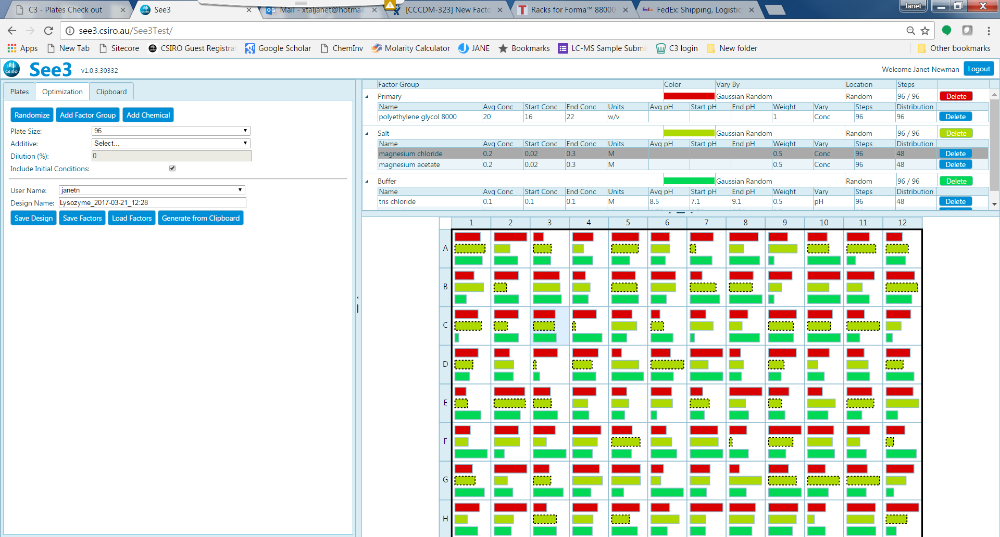 C3 - Plates Check out
See3
Mail - xtaljanet@hotmail
[CCCDM-323] New Facto
Racks for Forma™ 88000
FedEx: Shipping, Logistic
Janet
see3.csiro.au/See3Test/
Apps New Tab Sitecore CSIRO Guest Registrat Google Scholar ChemInv Molarity Calculator JANE Bookmarks LC-MS Sample Submi C3 login New folder Other bookmarks
CSIRO See3 v1.0.3.30332 Welcome Janet Newman Logout
Plates Optimization Clipboard
Randomize Add Factor Group Add Chemical
Plate Size: 96
Additive: Select...
Dilution (%): 0
Include Initial Conditions:
User Name: janetn
Design Name: Lysozyme_2017-03-21_12:28
Save Design Save Factors Load Factors Generate from Clipboard
Factor Group Color Vary By Location Steps
Primary Gaussian Random Random 96 / 96 Delete
Name Avg Conc Start Conc End Conc Units Avg pH Start pH End pH Weight Vary Steps Distribution
polyethylene glycol 8000 20 16 22 w/v 1 Conc 96 96 Delete
Salt Gaussian Random Random 96 / 96 Delete
Name Avg Conc Start Conc End Conc Units Avg pH Start pH End pH Weight Vary Steps Distribution
magnesium chloride 0.2 0.02 0.3 M 0.5 Conc 96 48 Delete
magnesium acetate 0.2 0.02 0.3 M 0.5 Conc 96 48 Delete
Buffer Gaussian Random Random 96 / 96 Delete
Name Avg Conc Start Conc End Conc Units Avg pH Start pH End pH Weight Vary Steps Distribution
tris chloride 0.1 0.1 0.1 M 8.5 7.1 9.1 0.5 pH 96 48 Delete
1 2 3 4 5 6 7 8 9 10 11 12
A
B
C
D
E
F
G
H